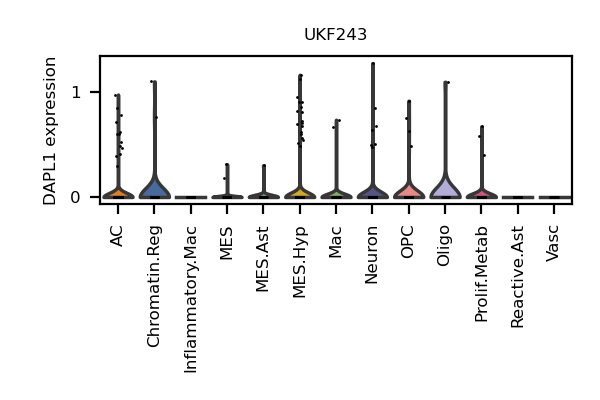 UKF243
DAPL1 expression
1
0
AC
Chromatin.Reg
Inflammatory.Mac
MES
MES.Ast
MES.Hyp
Mac
Neuron
OPC
Oligo
Prolif.Metab
Reactive.Ast
Vasc